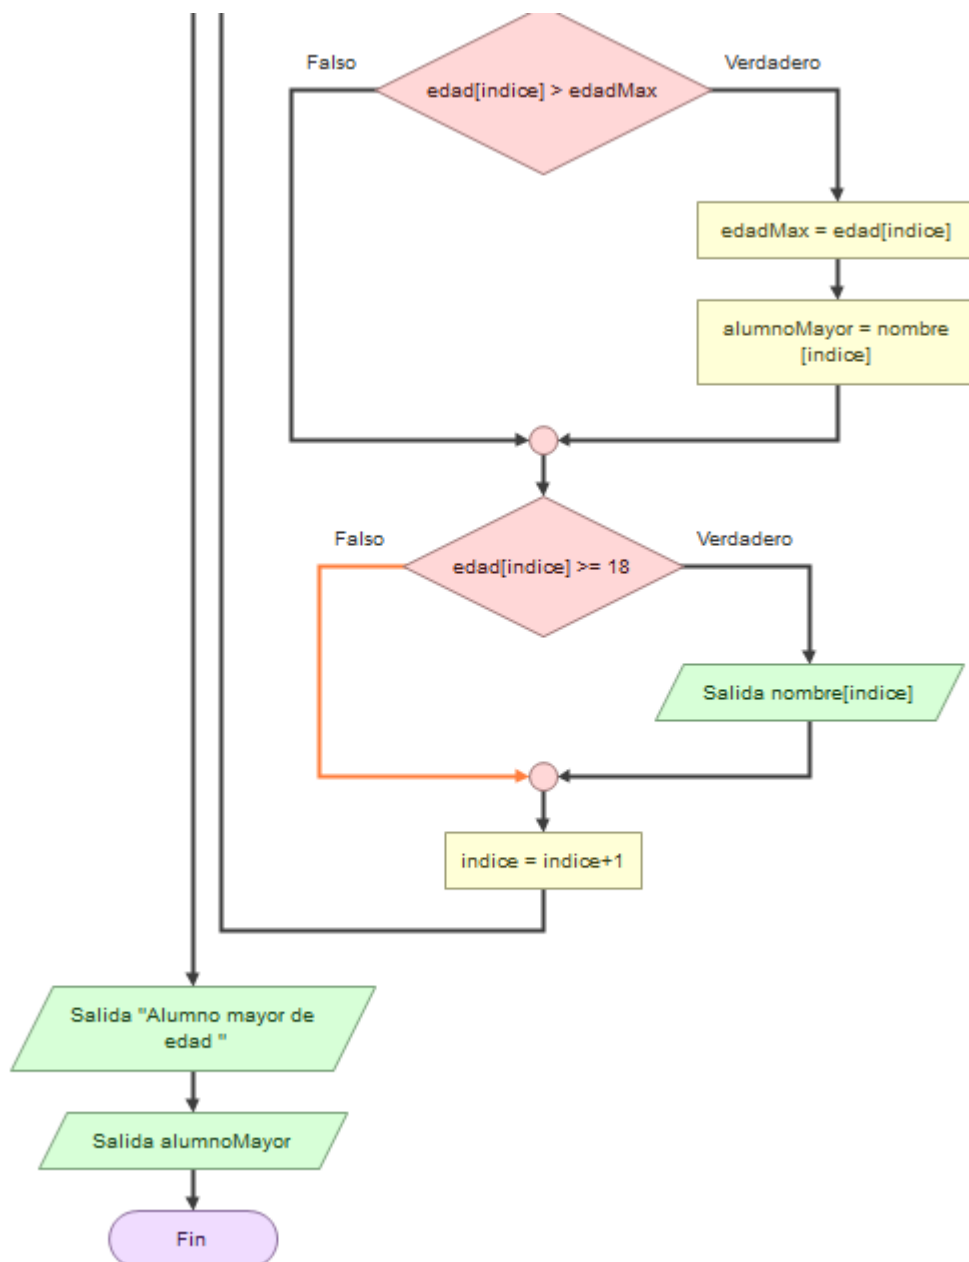 Falso
Verdadero
edad[indice] > edadMax
edadMax = edad[indice]
alumnoMayor = nombre
[indice]
Falso
Verdadero
edad[indice] >= 18
Salida nombre[indice]
indice = indice+1
Salida "Alumno mayor de
edad "
Salida alumnoMayor
Fin